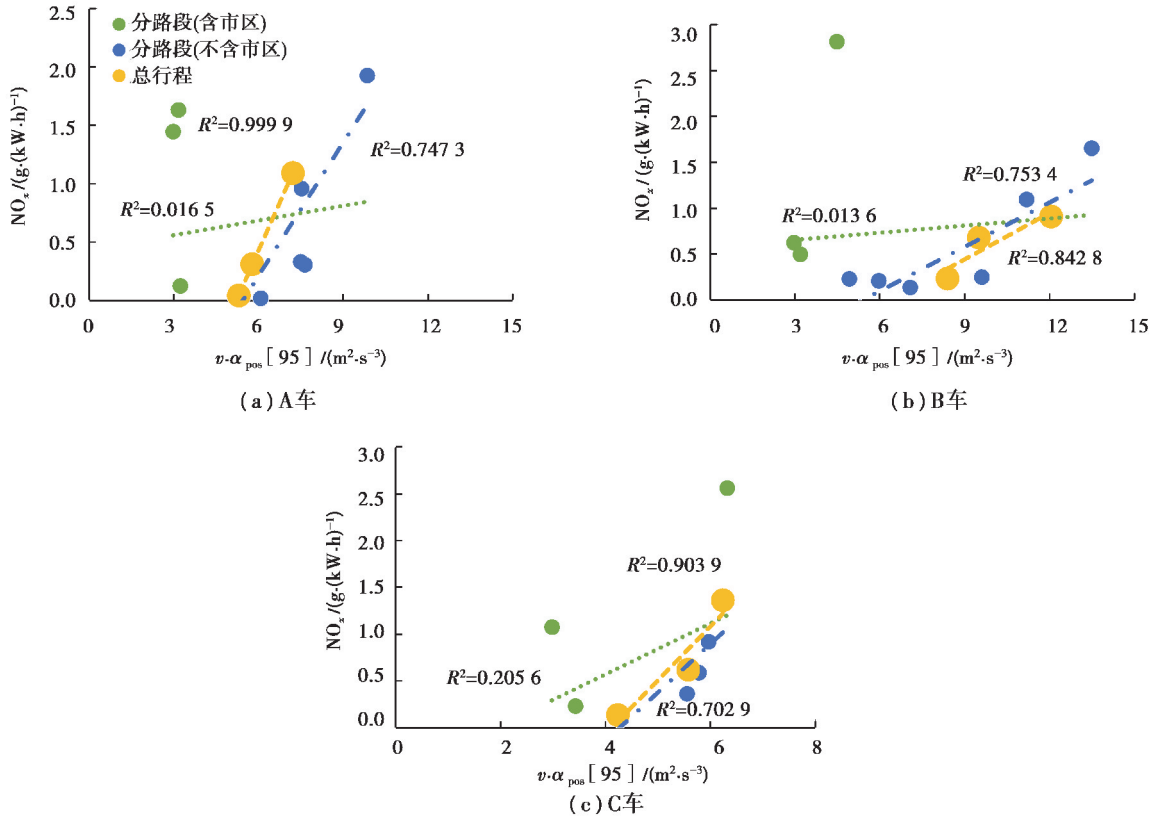 2.5
2.0
1.5
1.0
0.5
0.0
NOₓ/(g·(kW·h)⁻¹)
分路段(含市区)
分路段(不含市区)
总行程
R²=0.999 9
R²=0.747 3
R²=0.016 5
0 3 6 9 12 15
v·α pos [95]/(m²·s⁻³)
(a)A车
3.0
2.5
2.0
1.5
1.0
0.5
0.0
NOₓ/(g·(kW·h)⁻¹)
R²=0.753 4
R²=0.013 6
R²=0.842 8
0 3 6 9 12 15
v·α pos [95]/(m²·s⁻³)
(b)B车
3.0
2.5
2.0
1.5
1.0
0.5
0.0
NOₓ/(g·(kW·h)⁻¹)
R²=0.903 9
R²=0.205 6
R²=0.702 9
0 2 4 6 8
v·α pos [95]/(m²·s⁻³)
(c)C车